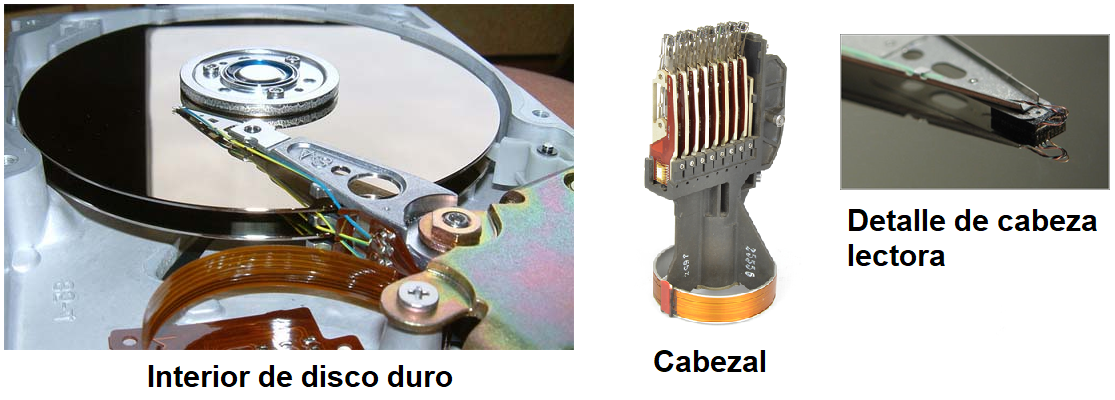 Interior de disco duro
Cabezal
Detalle de cabeza
lectora